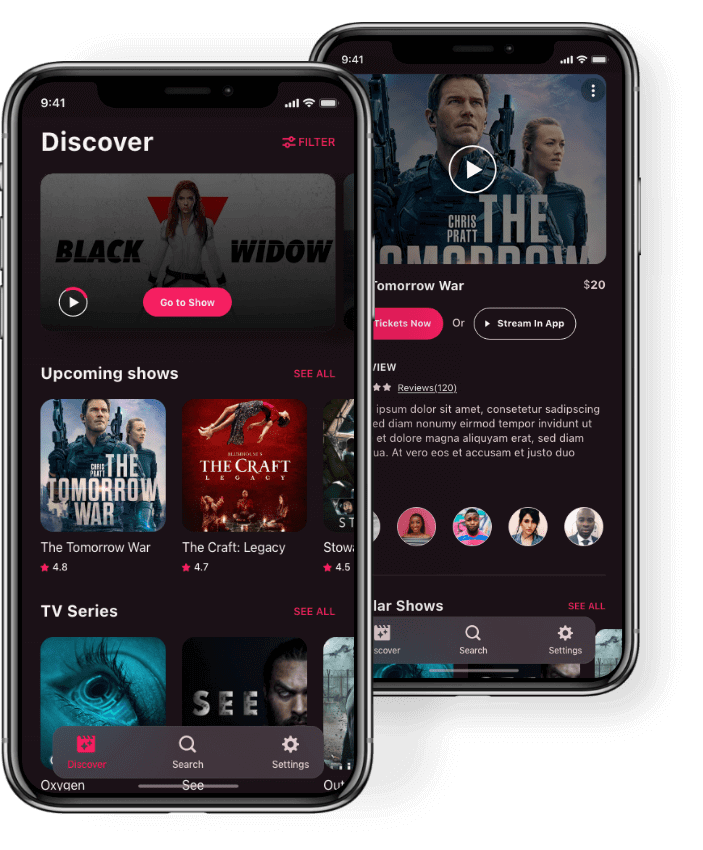 9:41
Discover
FILTER
BLACK WIDOW
Go to Show
Upcoming shows
SEE ALL
CHRIS PRATT
THE
TOMORROW
WAR
BLUMHOUSE'S
THE CRAFT
LEGACY
ST
The Tomorrow War
The Craft: Legacy
Stowa
4.8
4.7
4.5
TV Series
SEE ALL
SEE
Discover
Search
Settings
Oxygen
See
Out
9:41
CHRIS
PRATT
THE
TOMORROW
Tomorrow War
$20
Tickets Now
Or
Stream In App
VIEW
Reviews(120)
ipsum dolor sit amet, consetetur sadipscing
ed diam nonumy eirmod tempor invidunt ut
et dolore magna aliquyam erat, sed diam
ua. At vero eos et accusam et justo duo
lar Shows
SEE ALL
scover
Search
Settings